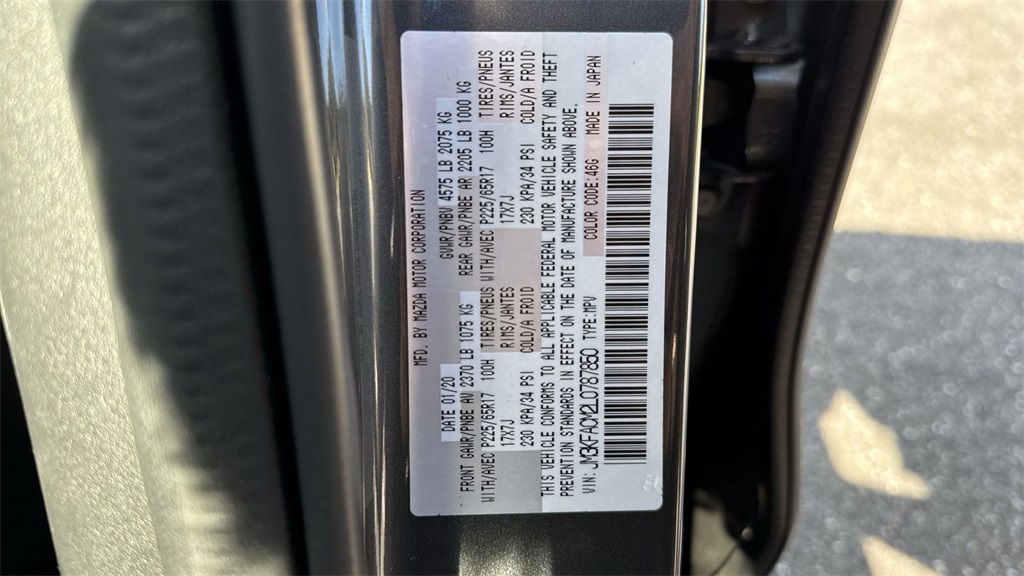 MFD. BY MAZDA MOTOR CORPORATION
DATE 01/20 GVWR/PNBV 4575 LB 2075 KG
FRONT GAWR/PNBE AV 2370 LB 1075 KG REAR GAWR/PNBE AR 2205 LB 1000 KG
WITH/AVEC P225/65R17 100H TIRES/PNEUS WITH/AVEC P225/65R17 100H TIRES/PNEUS
17X7J RIMS/JANTES 17X7J RIMS/JANTES
230 KPA/34 PSI COLD/A FROID 230 KPA/34 PSI COLD/A FROID
THIS VEHICLE CONFORMS TO ALL APPLICABLE FEDERAL MOTOR VEHICLE SAFETY AND THEFT
PREVENTION STANDARDS IN EFFECT ON THE DATE OF MANUFACTURE SHOWN ABOVE.
VIN: JM3KFACM2L0787850 TYPE:MPV COLOR CODE:46G MADE IN JAPAN